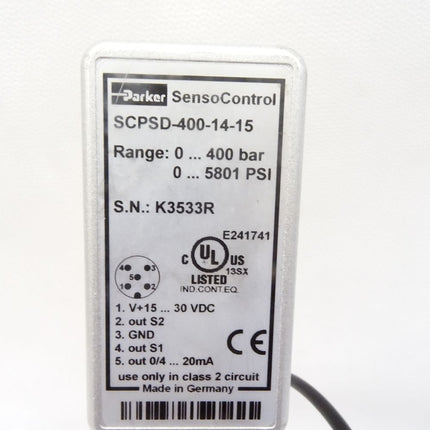 Parker SensoControl
SCPSD-400-14-15
Range: 0 ... 400 bar
0 ... 5801 PSI
S.N.: K3533R
E241741
C UL US
13SX
LISTED
IND.CONT.EQ.
4 3
5
1 2
1. V+15 ... 30 VDC
2. out S2
3. GND
4. out S1
5. out 0/4 ... 20mA
CE
use only in class 2 circuit
Made in Germany